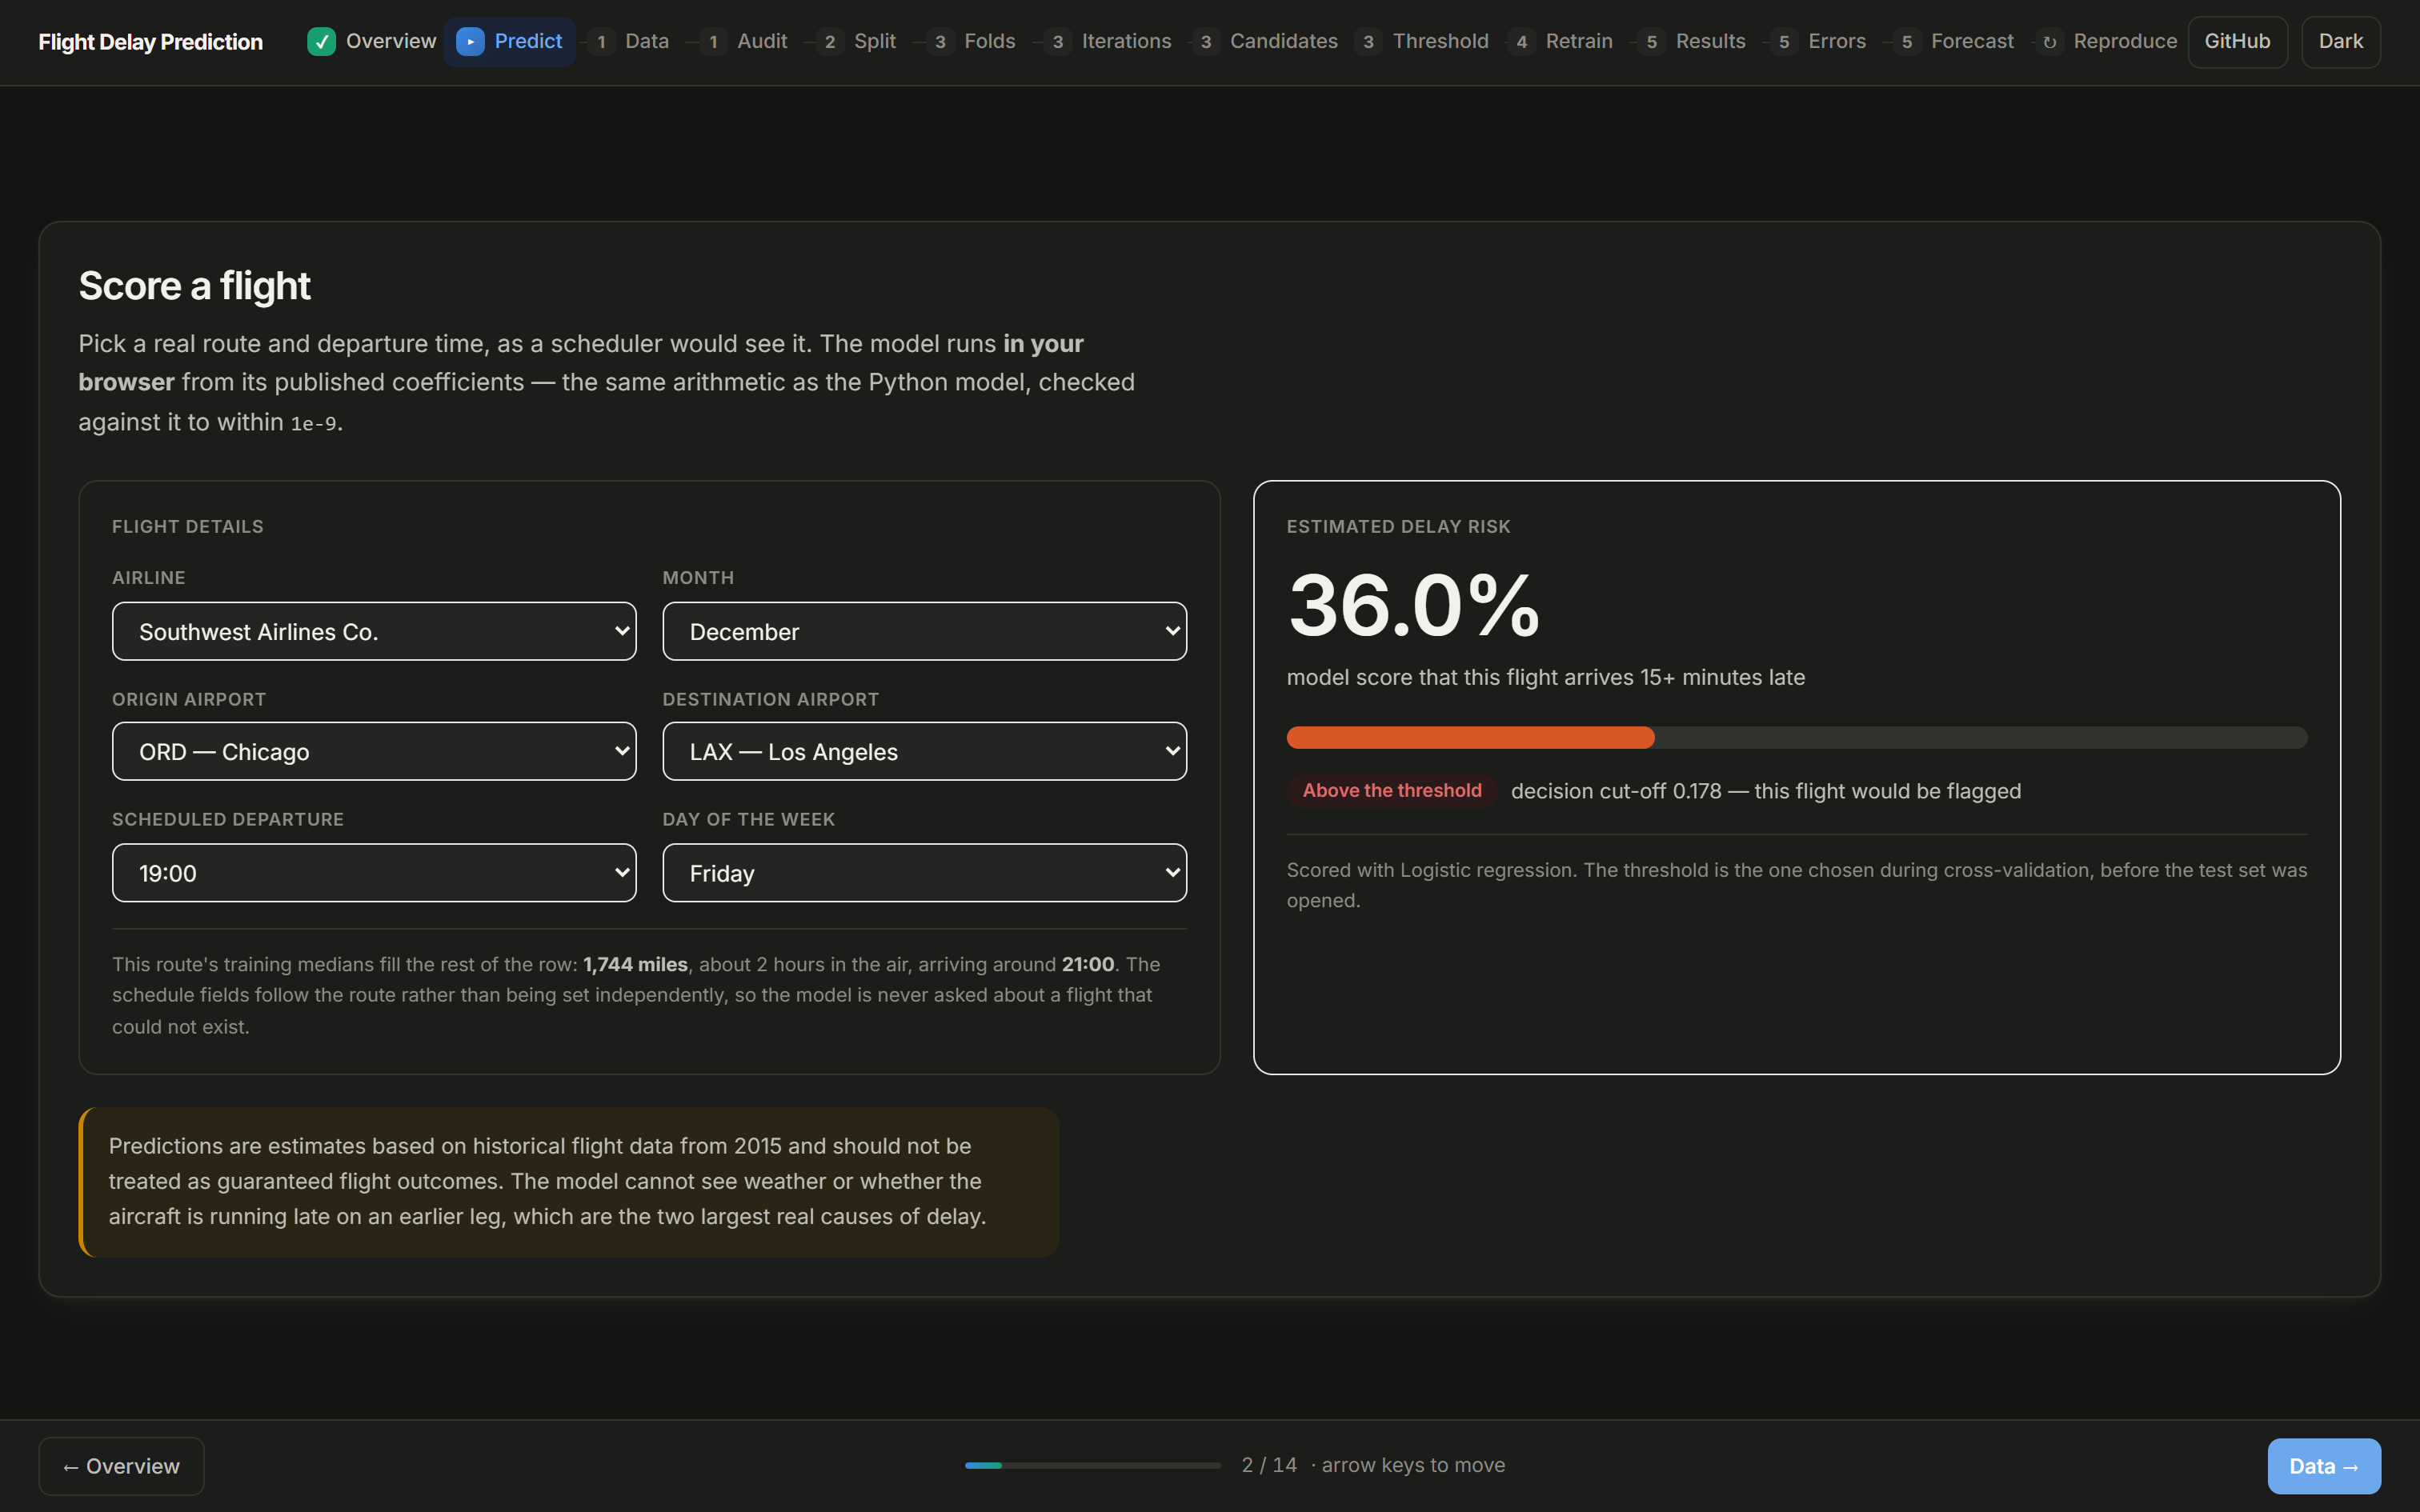 Flight Delay Prediction
✓ Overview
▸ Predict
1 Data
1 Audit
2 Split
3 Folds
3 Iterations
3 Candidates
3 Threshold
4 Retrain
5 Results
5 Errors
5 Forecast
↻ Reproduce
GitHub
Dark
Score a flight
Pick a real route and departure time, as a scheduler would see it. The model runs in your
browser from its published coefficients — the same arithmetic as the Python model, checked
against it to within 1e-9.
FLIGHT DETAILS
AIRLINE
Southwest Airlines Co.
MONTH
December
ORIGIN AIRPORT
ORD — Chicago
DESTINATION AIRPORT
LAX — Los Angeles
SCHEDULED DEPARTURE
19:00
DAY OF THE WEEK
Friday
This route's training medians fill the rest of the row: 1,744 miles, about 2 hours in the air, arriving around 21:00. The
schedule fields follow the route rather than being set independently, so the model is never asked about a flight that
could not exist.
ESTIMATED DELAY RISK
36.0%
model score that this flight arrives 15+ minutes late
Above the threshold decision cut-off 0.178 — this flight would be flagged
Scored with Logistic regression. The threshold is the one chosen during cross-validation, before the test set was
opened.
Predictions are estimates based on historical flight data from 2015 and should not be
treated as guaranteed flight outcomes. The model cannot see weather or whether the
aircraft is running late on an earlier leg, which are the two largest real causes of delay.
← Overview
2 / 14 · arrow keys to move
Data →